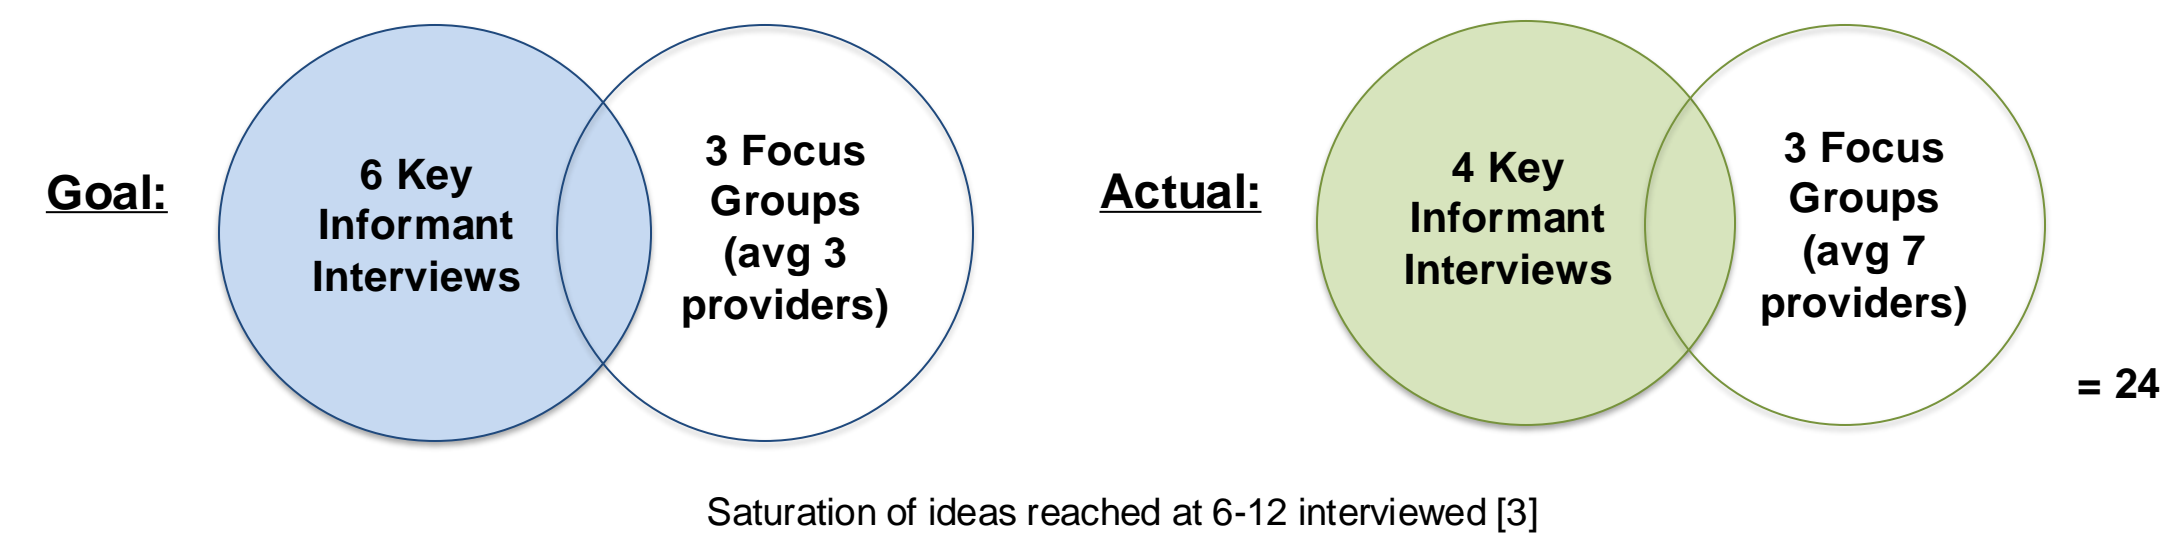 Goal:
6 Key
Informant
Interviews
3 Focus
Groups
(avg 3
providers)
Actual:
4 Key
Informant
Interviews
3 Focus
Groups
(avg 7
providers)
= 24
Saturation of ideas reached at 6-12 interviewed [3]